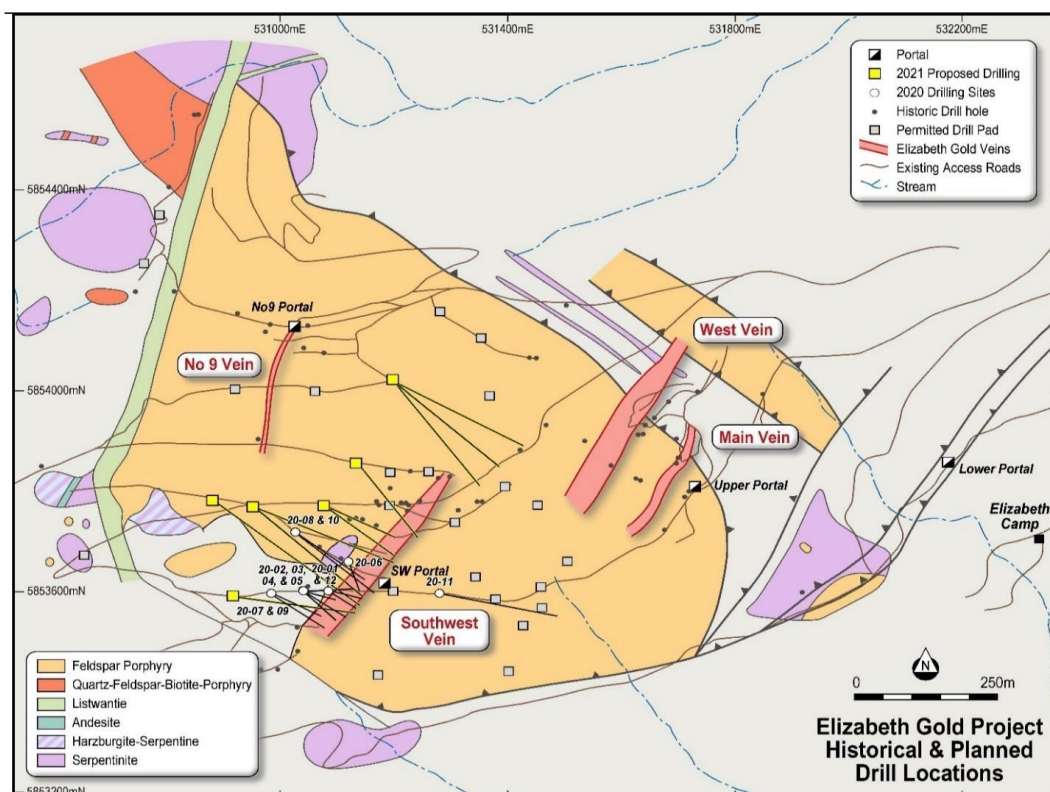 531000mE
531400mE
531800mE
532200mE
Portal
2021 Proposed Drilling
2020 Drilling Sites
Historic Drill hole
Permitted Drill Pad
Elizabeth Gold Veins
Existing Access Roads
Stream
5854400mN
No9 Portal
No 9 Vein
West Vein
5854000mN
Main Vein
Upper Portal
Lower Portal
Elizabeth
Camp
20-08 & 10
20-06
20-02, 03,
04, & 05
20-01
& 12
SW Portal
20-11
5853600mN
20-07 & 09
Southwest
Vein
Feldspar Porphyry
Quartz-Feldspar-Biotite-Porphyry
Listwantie
Andesite
Harzburgite-Serpentine
Serpentinite
N
0
250m
Elizabeth Gold Project
Historical & Planned
Drill Locations
5853200mN